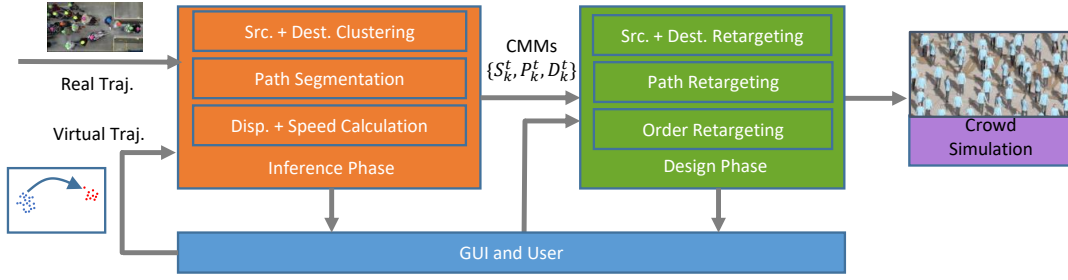 Real Traj.
Virtual Traj.
Src. + Dest. Clustering
Path Segmentation
Disp. + Speed Calculation
Inference Phase
CMMs
{S_k^t, P_k^t, D_k^t}
Src. + Dest. Retargeting
Path Retargeting
Order Retargeting
Design Phase
Crowd
Simulation
GUI and User